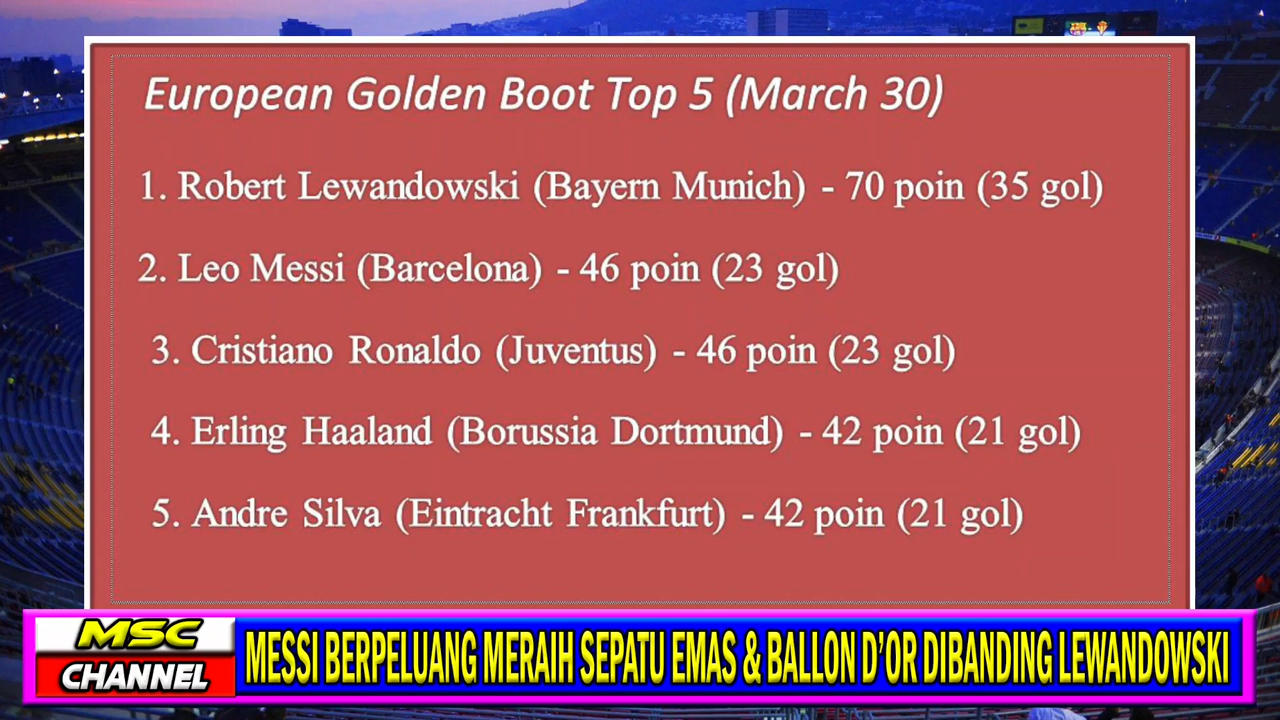 European Golden Boot Top 5 (March 30)
1. Robert Lewandowski (Bayern Munich) - 70 poin (35 gol)
2. Leo Messi (Barcelona) - 46 poin (23 gol)
3. Cristiano Ronaldo (Juventus) - 46 poin (23 gol)
4. Erling Haaland (Borussia Dortmund) - 42 poin (21 gol)
5. Andre Silva (Eintracht Frankfurt) - 42 poin (21 gol)
MSC
CHANNEL
MESSI BERPELUANG MERAIH SEPATU EMAS & BALLON D'OR DIBANDING LEWANDOWSKI